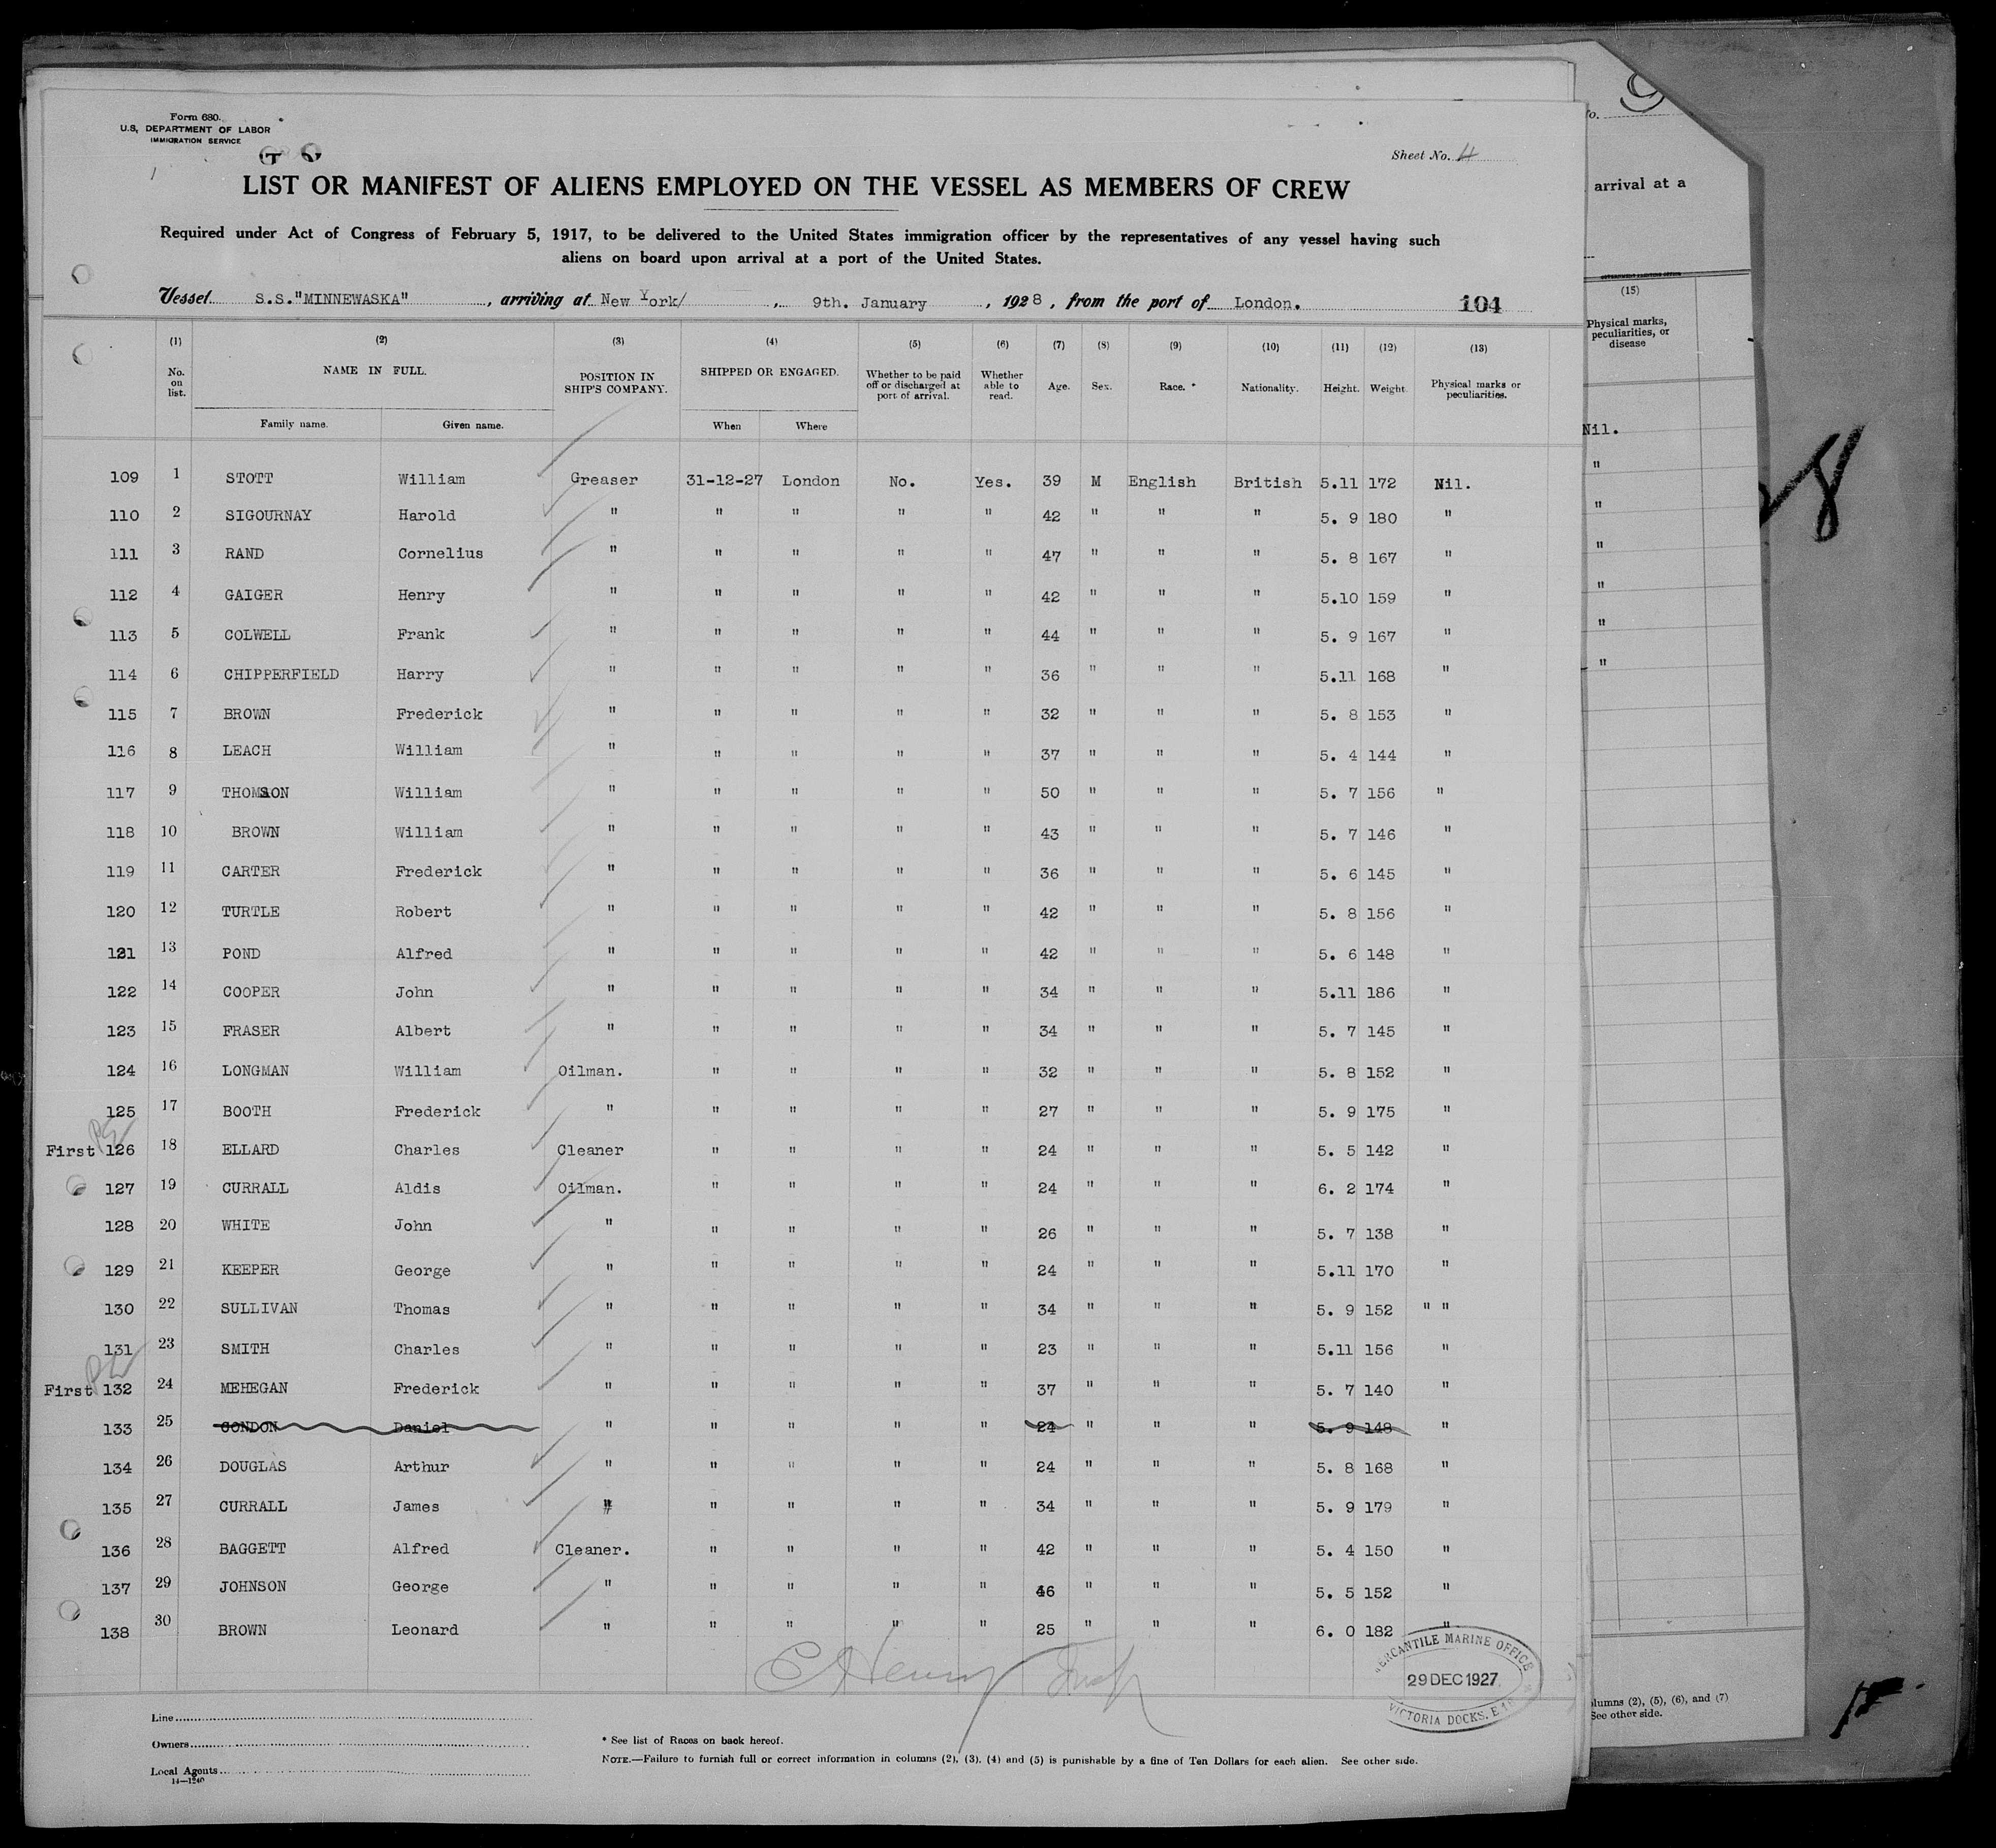 Form 680.
U.S. DEPARTMENT OF LABOR
IMMIGRATION SERVICE
Sheet No. 4
LIST OR MANIFEST OF ALIENS EMPLOYED ON THE VESSEL AS MEMBERS OF CREW
Required under Act of Congress of February 5, 1917, to be delivered to the United States immigration officer by the representatives of any vessel having such
aliens on board upon arrival at a port of the United States.
Vessel S.S."MINNEWASKA", arriving at New York/, 9th. January, 1928, from the port of London. 104
(1) (2) (3) (4) (5) (6) (7) (8) (9) (10) (11) (12) (13)
No. on list. NAME IN FULL. POSITION IN SHIP'S COMPANY. SHIPPED OR ENGAGED. Whether to be paid off or discharged at port of arrival. Whether able to read. Age. Sex. Race. * Nationality. Height. Weight. Physical marks or peculiarities.
Family name. Given name. When Where
109 1 STOTT William Greaser 31-12-27 London No. Yes. 39 M English British 5.11 172 Nil.
110 2 SIGOURNAY Harold " " " " " 42 " " " 5. 9 180 "
111 3 RAND Cornelius " " " " " 47 " " " 5. 8 167 "
112 4 GAIGER Henry " " " " " 42 " " " 5.10 159 "
113 5 COLWELL Frank " " " " " 44 " " " 5. 9 167 "
114 6 CHIPPERFIELD Harry " " " " " 36 " " " 5.11 168 "
115 7 BROWN Frederick " " " " " 32 " " " 5. 8 153 "
116 8 LEACH William " " " " " 37 " " " 5. 4 144 "
117 9 THOMSON William " " " " " 50 " " " 5. 7 156 "
118 10 BROWN William " " " " " 43 " " " 5. 7 146 "
119 11 CARTER Frederick " " " " " 36 " " " 5. 6 145 "
120 12 TURTLE Robert " " " " " 42 " " " 5. 8 156 "
121 13 POND Alfred " " " " " 42 " " " 5. 6 148 "
122 14 COOPER John " " " " " 34 " " " 5.11 186 "
123 15 FRASER Albert " " " " " 34 " " " 5. 7 145 "
124 16 LONGMAN William Oilman. " " " " 32 " " " 5. 8 152 "
125 17 BOOTH Frederick " " " " " 27 " " " 5. 9 175 "
First 126 18 ELLARD Charles Cleaner " " " " 24 " " " 5. 5 142 "
127 19 CURRALL Aldis Oilman. " " " " 24 " " " 6. 2 174 "
128 20 WHITE John " " " " " 26 " " " 5. 7 138 "
129 21 KEEPER George " " " " " 24 " " " 5.11 170 "
130 22 SULLIVAN Thomas " " " " " 34 " " " 5. 9 152 " "
131 23 SMITH Charles " " " " " 23 " " " 5.11 156 "
First 132 24 MEHEGAN Frederick " " " " " 37 " " " 5. 7 140 "
133 25 CONDON Daniel " " " " " 24 " " " 5. 9 148 "
134 26 DOUGLAS Arthur " " " " " 24 " " " 5. 8 168 "
135 27 CURRALL James " " " " " 34 " " " 5. 9 179 "
136 28 BAGGETT Alfred Cleaner. " " " " 42 " " " 5. 4 150 "
137 29 JOHNSON George " " " " " 46 " " " 5. 5 152 "
138 30 BROWN Leonard " " " " " 25 " " " 6. 0 182 "
MERCANTILE MARINE OFFICE
29 DEC 1927
VICTORIA DOCKS, E.16
Line
Owners
Local Agents
14—1240
* See list of Races on back hereof.
NOTE.—Failure to furnish full or correct information in columns (2), (3), (4) and (5) is punishable by a fine of Ten Dollars for each alien. See other side.
arrival at a
(15)
Physical marks,
peculiarities, or
disease
Nil.
"
"
"
"
"
"
lumns (2), (5), (6), and (7)
See other side.